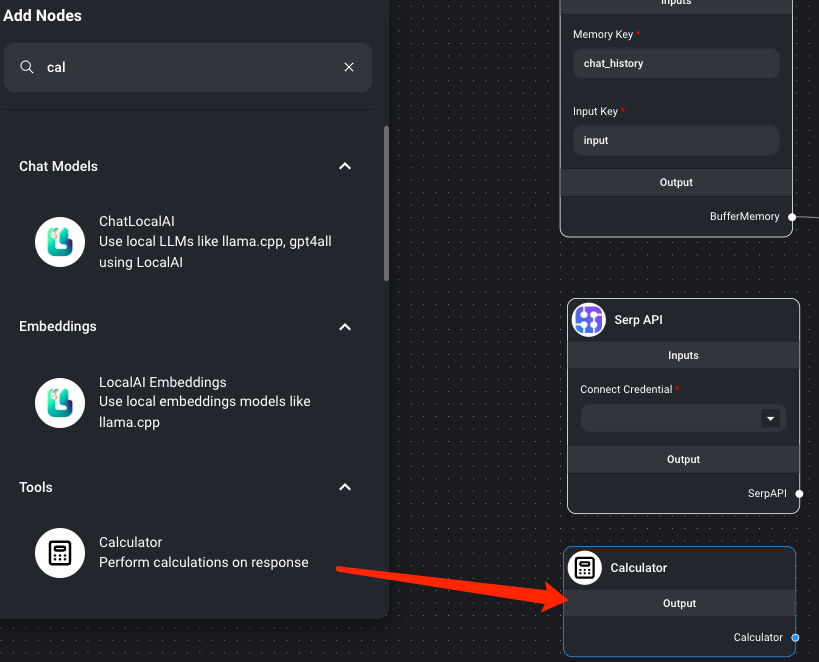 Add Nodes
cal
Chat Models
ChatLocalAI
Use local LLMs like llama.cpp, gpt4all
using LocalAI
Embeddings
LocalAI Embeddings
Use local embeddings models like
llama.cpp
Tools
Calculator
Perform calculations on response
Inputs
Memory Key *
chat_history
Input Key *
input
Output
BufferMemory
Serp API
Inputs
Connect Credential *
Output
SerpAPI
Calculator
Output
Calculator